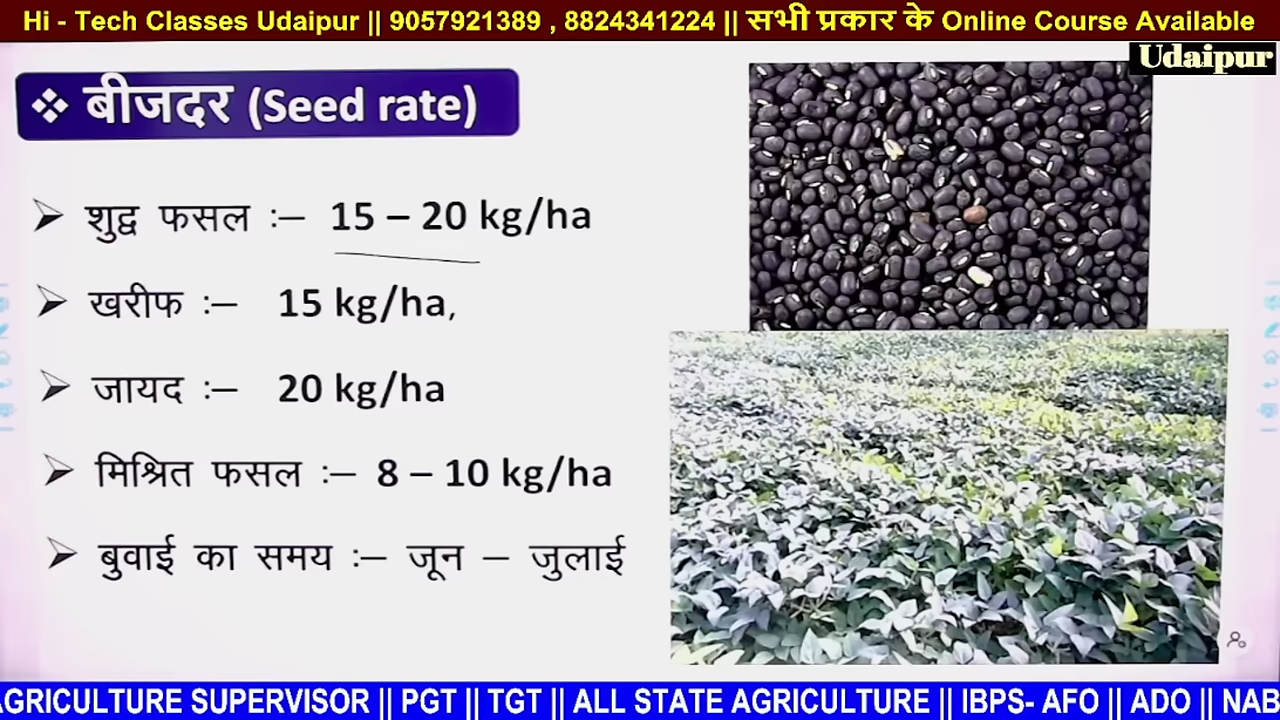 Hi - Tech Classes Udaipur || 9057921389 , 8824341224 || सभी प्रकार के Online Course Available
Udaipur
❖ बीजदर (Seed rate)
➢ शुद्व फसल :– 15 – 20 kg/ha
➢ खरीफ :– 15 kg/ha,
➢ जायद :– 20 kg/ha
➢ मिश्रित फसल :– 8 – 10 kg/ha
➢ बुवाई का समय :– जून – जुलाई
AGRICULTURE SUPERVISOR || PGT || TGT || ALL STATE AGRICULTURE || IBPS- AFO || ADO || NAB